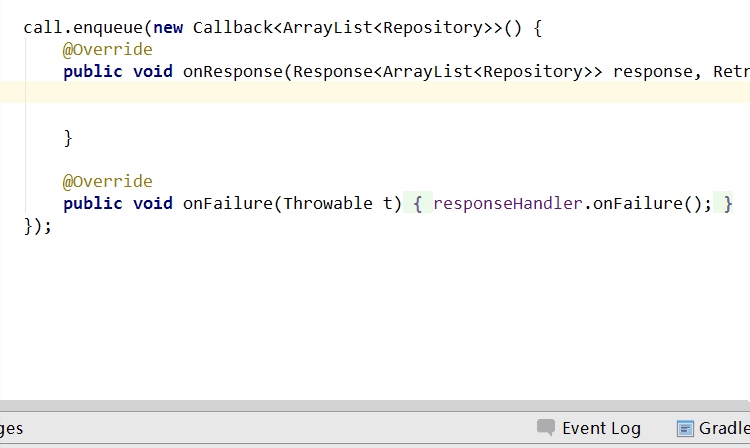 call.enqueue(new Callback<ArrayList<Repository>>() {
@Override
public void onResponse(Response<ArrayList<Repository>> response, Retr
}
@Override
public void onFailure(Throwable t) { responseHandler.onFailure(); }
});
ges
Event Log
Gradle